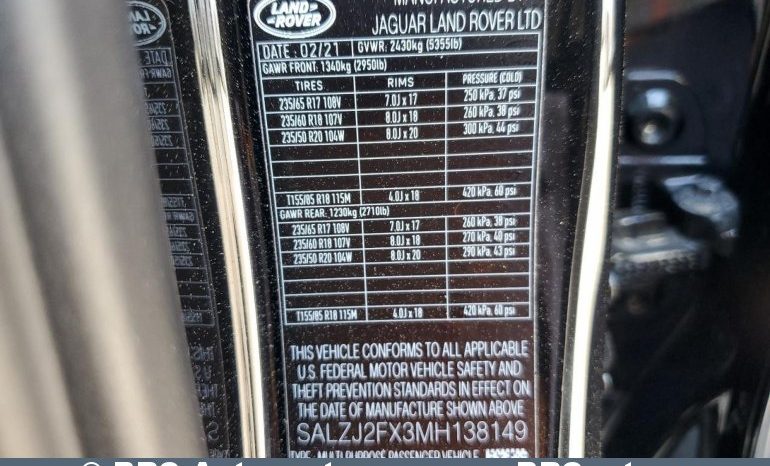 LAND
ROVER
MANUFACTURED BY
JAGUAR LAND ROVER LTD
DATE: 02/21 GVWR: 2430kg (5355lb)
GAWR FRONT: 1340kg (2950lb)
TIRES RIMS PRESSURE (COLD)
235/65 R17 108V 7.0J x 17 250 kPa, 37 psi
235/60 R18 107V 8.0J x 18 260 kPa, 38 psi
235/50 R20 104W 8.0J x 20 300 kPa, 44 psi
T155/85 R18 115M 4.0J x 18 420 kPa, 60 psi
GAWR REAR: 1230kg (2710lb)
235/65 R17 108V 7.0J x 17 260 kPa, 38 psi
235/60 R18 107V 8.0J x 18 270 kPa, 40 psi
235/50 R20 104W 8.0J x 20 290 kPa, 43 psi
T155/85 R18 115M 4.0J x 18 420 kPa, 60 psi
THIS VEHICLE CONFORMS TO ALL APPLICABLE
U.S. FEDERAL MOTOR VEHICLE SAFETY AND
THEFT PREVENTION STANDARDS IN EFFECT ON
THE DATE OF MANUFACTURE SHOWN ABOVE
SALZJ2FX3MH138149
TYPE: MULTIPURPOSE PASSENGER VEHICLE